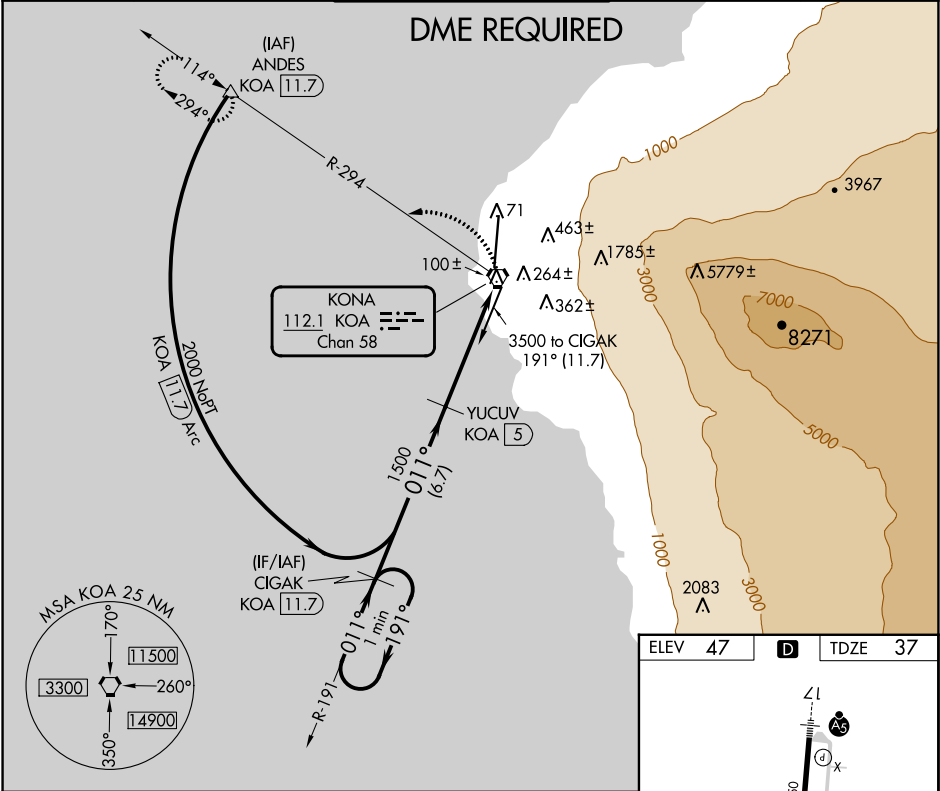 DME REQUIRED
(IAF)
ANDES
KOA 11.7
114°
294°
R-294
1000
3967
71
463±
1785±
100±
264±
5779±
3000
362±
7000
8271
KONA
112.1 KOA
Chan 58
3500 to CIGAK
191° (11.7)
2000 NoPT
KOA 11.7 Arc
YUCUV
KOA 5
5000
1500
011°
(6.7)
(IF/IAF)
CIGAK
KOA 11.7
1000
3000
2083
011°
1 min
191°
R-191
MSA KOA 25 NM
170°
11500
3300
260°
14900
350°
ELEV 47
D
TDZE 37
17
A5
P
X